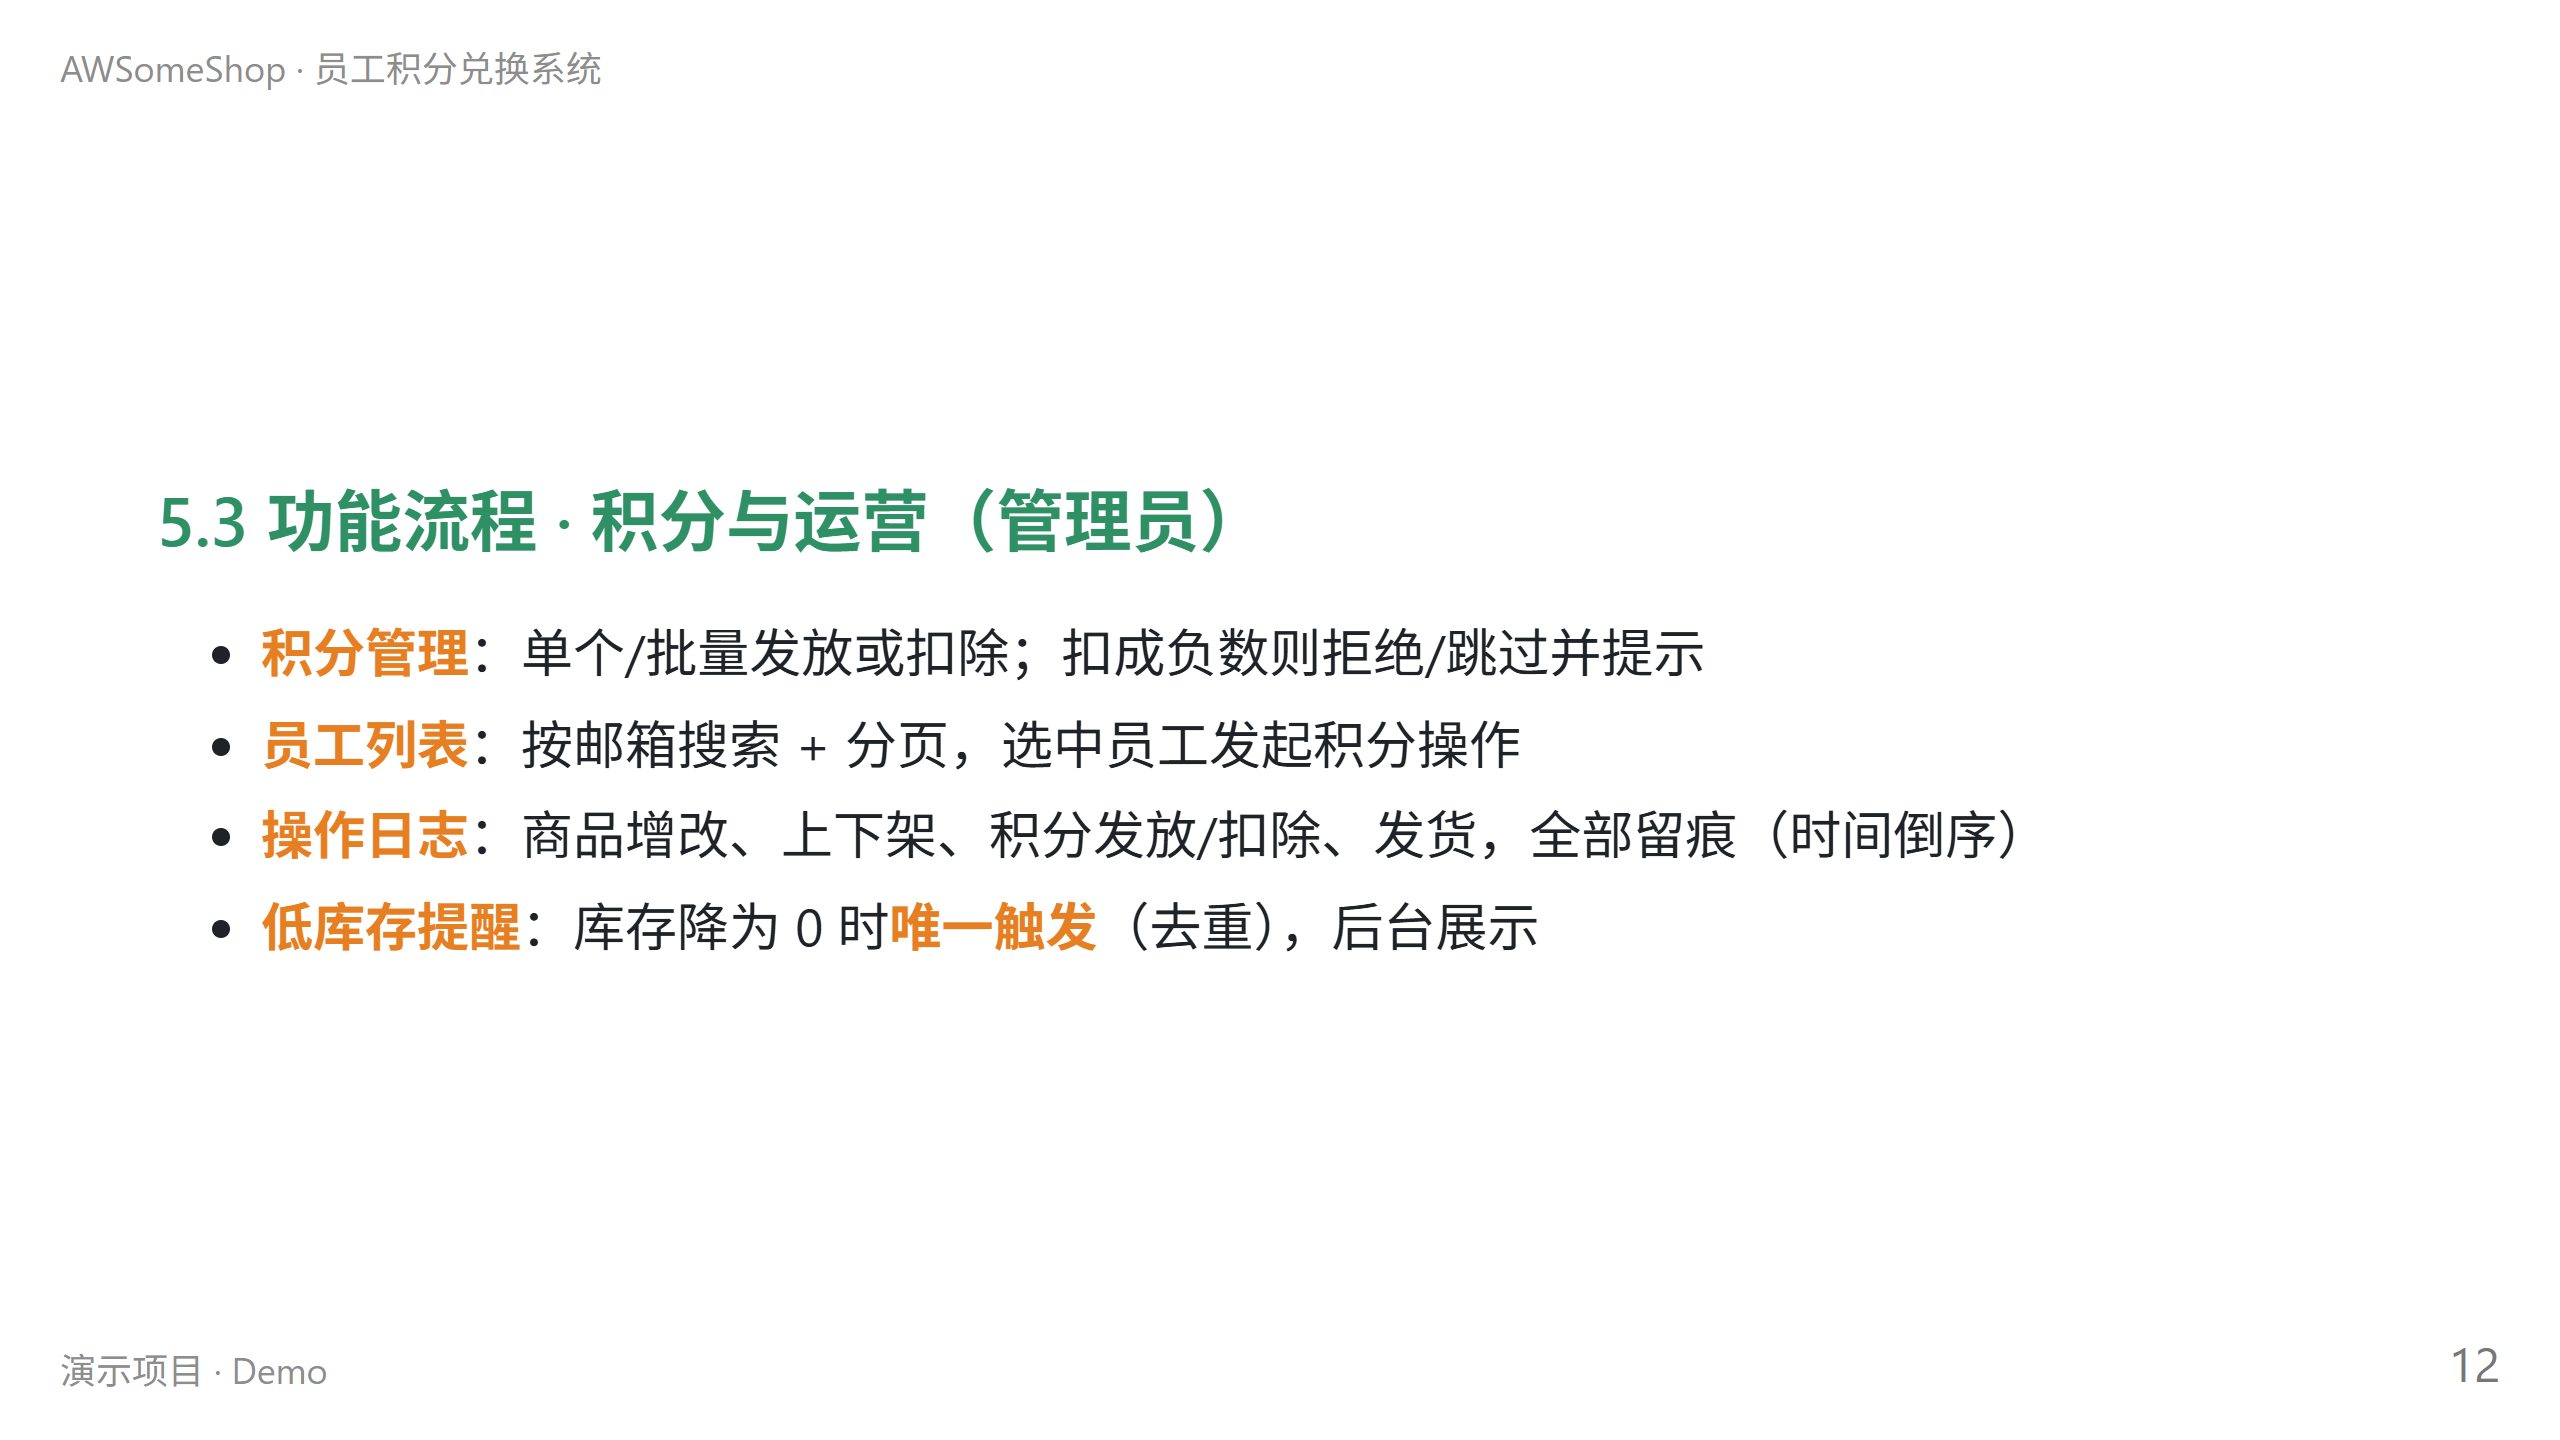 AWSomeShop · 员工积分兑换系统
5.3 功能流程 · 积分与运营（管理员）
• 积分管理：单个/批量发放或扣除；扣成负数则拒绝/跳过并提示
• 员工列表：按邮箱搜索 + 分页，选中员工发起积分操作
• 操作日志：商品增改、上下架、积分发放/扣除、发货，全部留痕（时间倒序）
• 低库存提醒：库存降为 0 时唯一触发（去重），后台展示
演示项目 · Demo
12